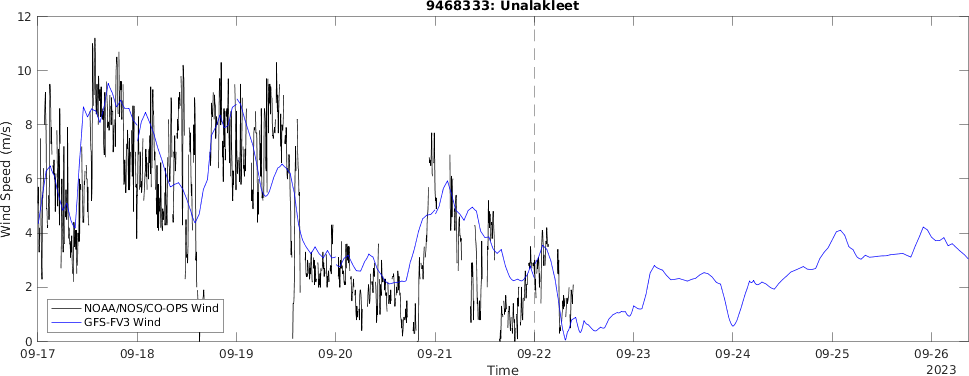 9468333: Unalakleet
Wind Speed (m/s)
12
10
8
6
4
2
0
NOAA/NOS/CO-OPS Wind
GFS-FV3 Wind
09-17 09-18 09-19 09-20 09-21 09-22 09-23 09-24 09-25 09-26
Time
2023